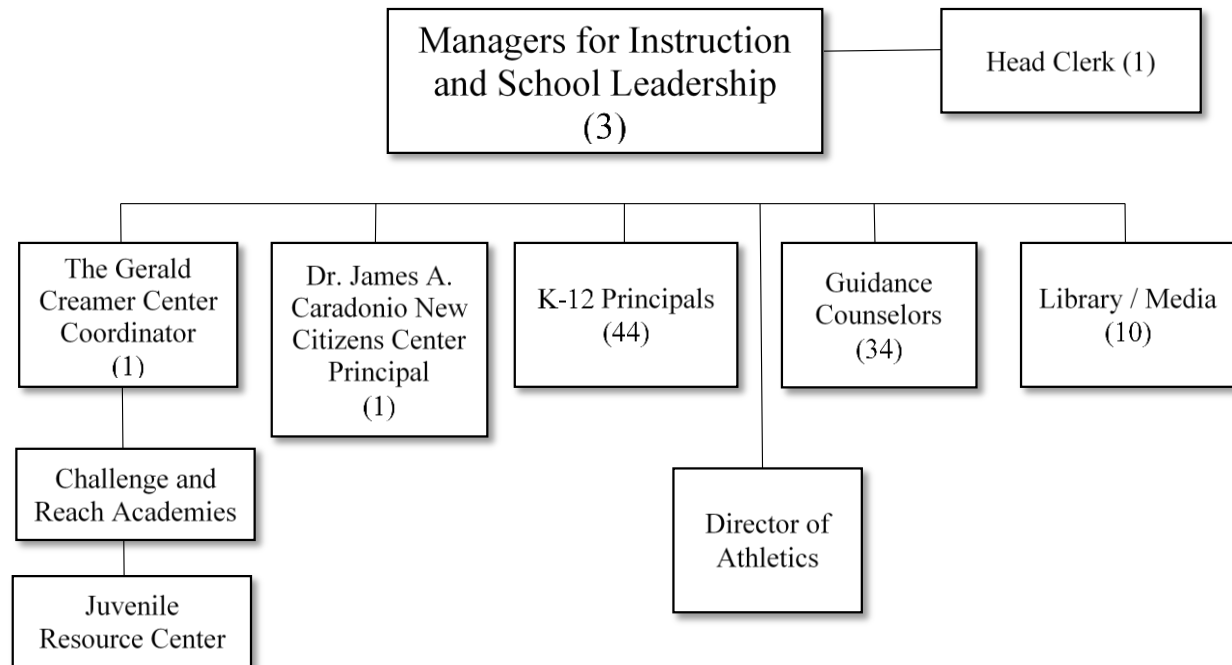 Managers for Instruction
and School Leadership
(3)
Head Clerk (1)
The Gerald
Creamer Center
Coordinator
(1)
Dr. James A.
Caradonio New
Citizens Center
Principal
(1)
K-12 Principals
(44)
Guidance
Counselors
(34)
Library / Media
(10)
Challenge and
Reach Academies
Director of
Athletics
Juvenile
Resource Center